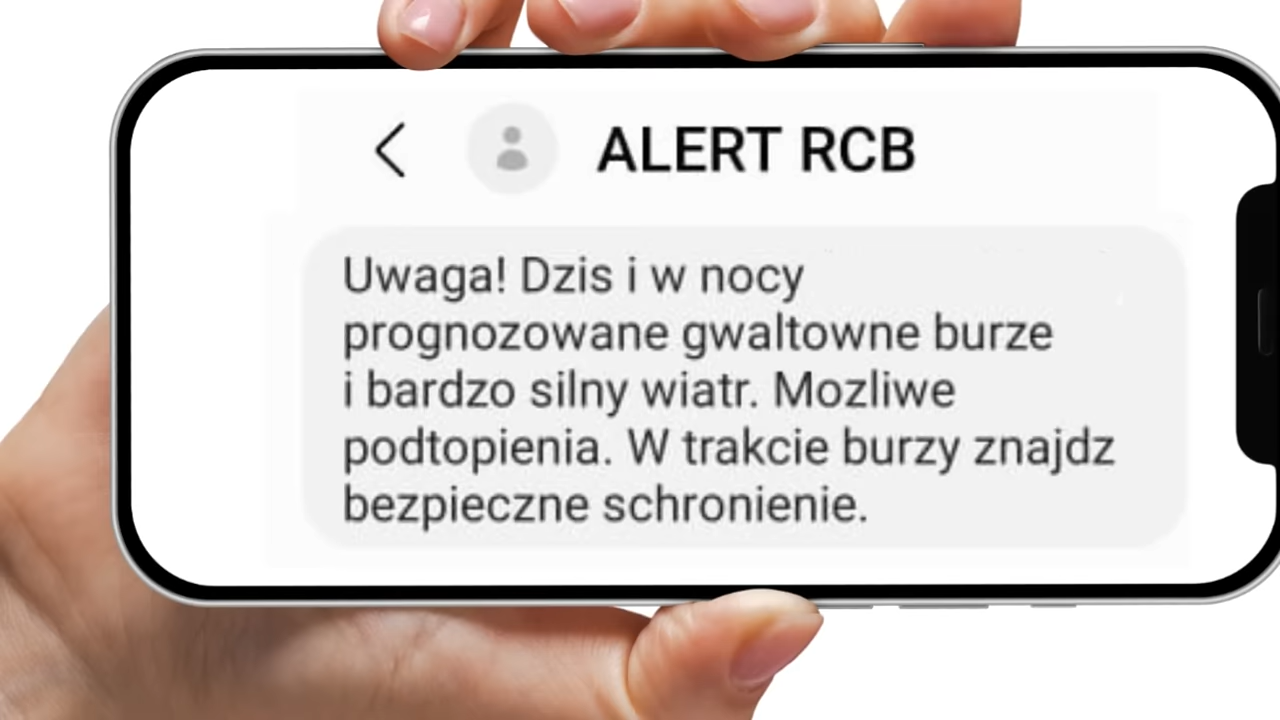 ALERT RCB
Uwaga! Dzis i w nocy
prognozowane gwaltowne burze
i bardzo silny wiatr. Mozliwe
podtopienia. W trakcie burzy znajdz
bezpieczne schronienie.